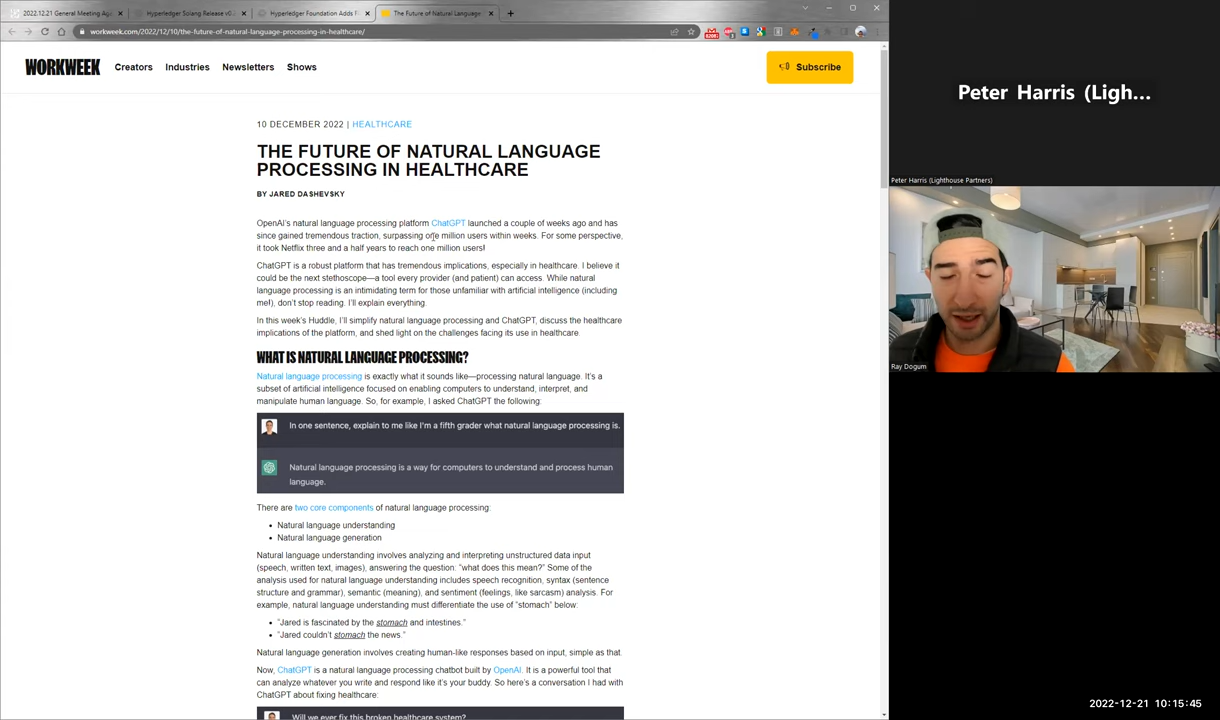 2022.12.21 General Meeting Ag
Hyperledger Solang Release v0.
Hyperledger Foundation Adds F
The Future of Natural Language
workweek.com/2022/12/10/the-future-of-natural-language-processing-in-healthcare/
WORKWEEK
Creators
Industries
Newsletters
Shows
Subscribe
10 DECEMBER 2022 | HEALTHCARE
THE FUTURE OF NATURAL LANGUAGE
PROCESSING IN HEALTHCARE
BY JARED DASHEVSKY
OpenAI's natural language processing platform ChatGPT launched a couple of weeks ago and has
since gained tremendous traction, surpassing one million users within weeks. For some perspective,
it took Netflix three and a half years to reach one million users!
ChatGPT is a robust platform that has tremendous implications, especially in healthcare. I believe it
could be the next stethoscope—a tool every provider (and patient) can access. While natural
language processing is an intimidating term for those unfamiliar with artificial intelligence (including
me!), don't stop reading. I'll explain everything.
In this week's Huddle, I'll simplify natural language processing and ChatGPT, discuss the healthcare
implications of the platform, and shed light on the challenges facing its use in healthcare.
WHAT IS NATURAL LANGUAGE PROCESSING?
Natural language processing is exactly what it sounds like—processing natural language. It's a
subset of artificial intelligence focused on enabling computers to understand, interpret, and
manipulate human language. So, for example, I asked ChatGPT the following:
In one sentence, explain to me like I'm a fifth grader what natural language processing is.
Natural language processing is a way for computers to understand and process human
language.
There are two core components of natural language processing:
• Natural language understanding
• Natural language generation
Natural language understanding involves analyzing and interpreting unstructured data input
(speech, written text, images), answering the question: "what does this mean?" Some of the
analysis used for natural language understanding includes speech recognition, syntax (sentence
structure and grammar), semantic (meaning), and sentiment (feelings, like sarcasm) analysis. For
example, natural language understanding must differentiate the use of "stomach" below:
• "Jared is fascinated by the stomach and intestines."
• "Jared couldn't stomach the news."
Natural language generation involves creating human-like responses based on input, simple as that.
Now, ChatGPT is a natural language processing chatbot built by OpenAI. It is a powerful tool that
can analyze whatever you write and respond like it's your buddy. So here's a conversation I had with
ChatGPT about fixing healthcare:
Will we ever fix this broken healthcare system?
Peter Harris (Ligh...
Peter Harris (Lighthouse Partners)
Ray Dogum
2022-12-21 10:15:45